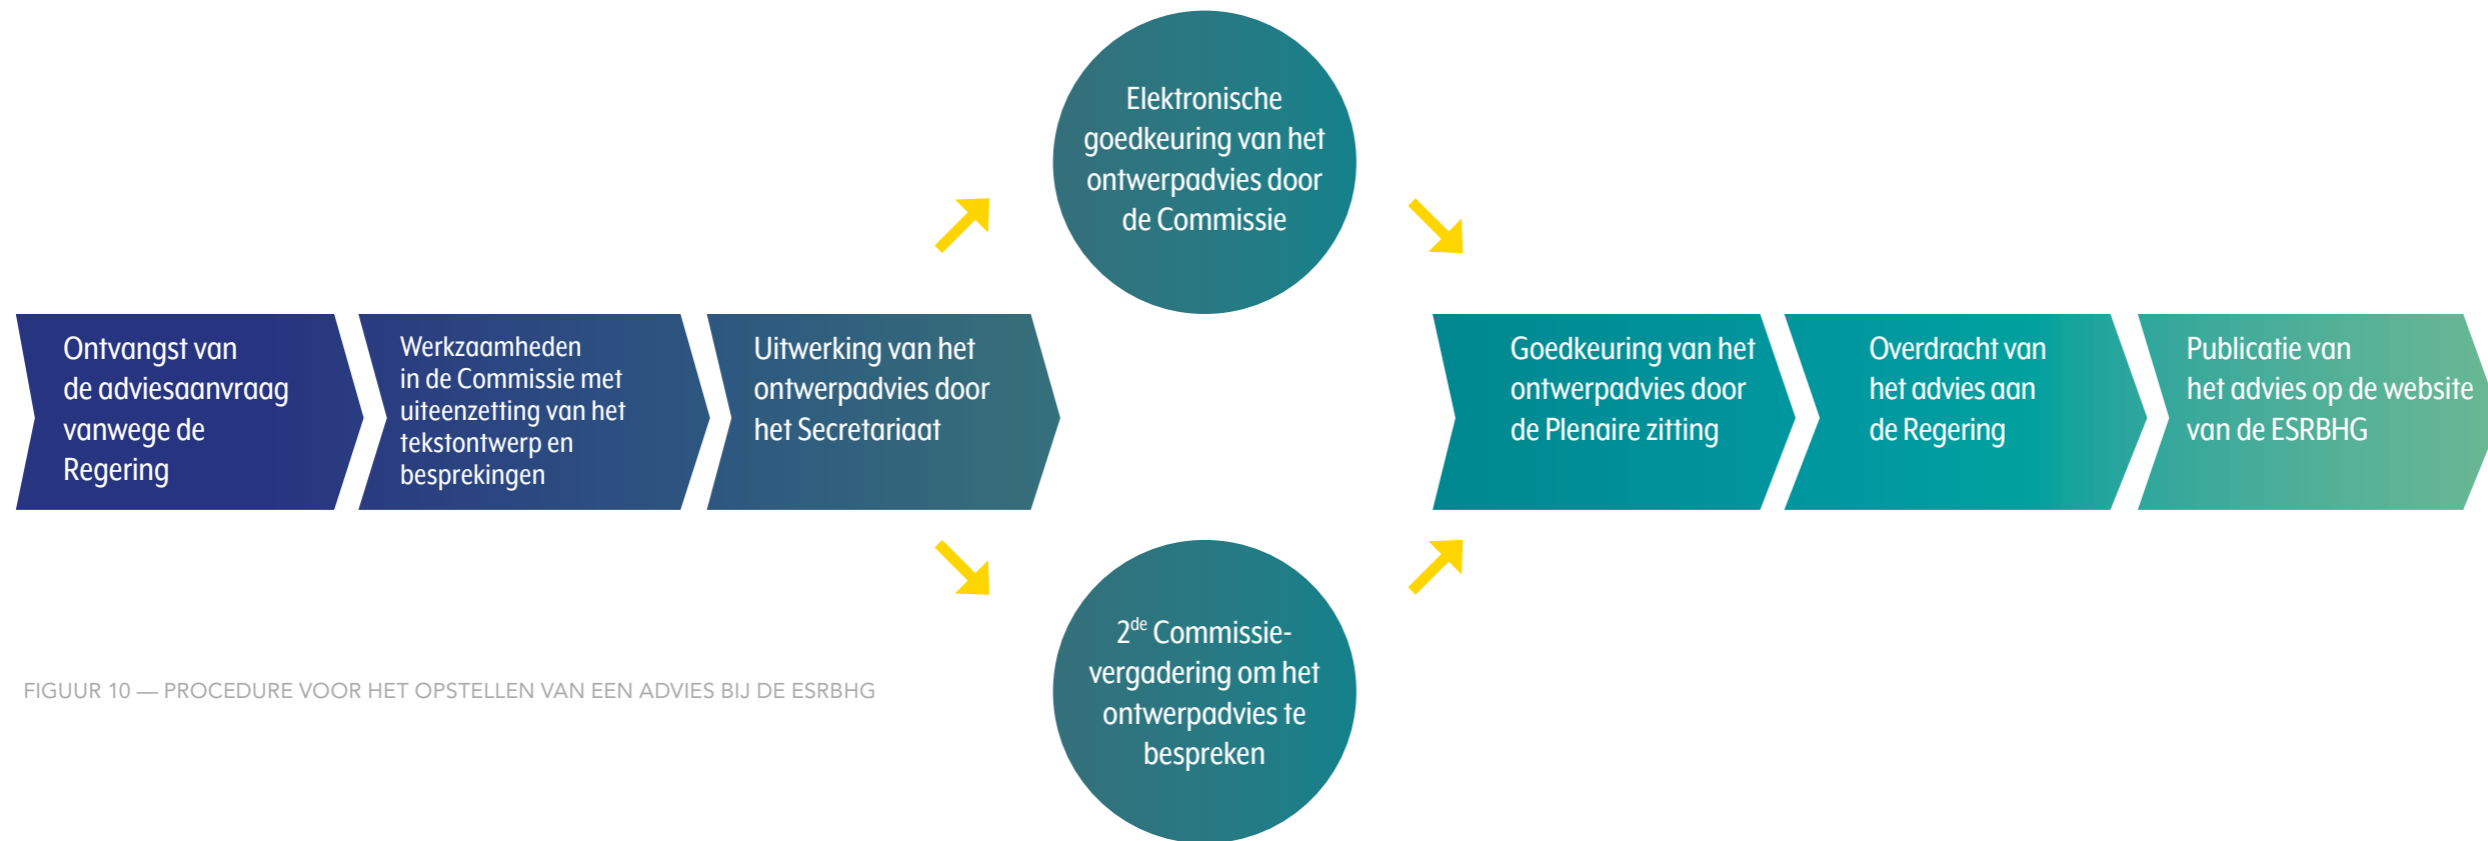 Ontvangst van
de adviesaanvraag
vanwege de
Regering
Werkzaamheden
in de Commissie met
uiteenzetting van het
tekstontwerp en
besprekingen
Uitwerking van het
ontwerpadvies door
het Secretariaat
Elektronische
goedkeuring van het
ontwerpadvies door
de Commissie
2de Commissie-
vergadering om het
ontwerpadvies te
bespreken
Goedkeuring van het
ontwerpadvies door
de Plenaire zitting
Overdracht van
het advies aan
de Regering
Publicatie van
het advies op de website
van de ESRBHG
FIGUUR 10 — PROCEDURE VOOR HET OPSTELLEN VAN EEN ADVIES BIJ DE ESRBHG